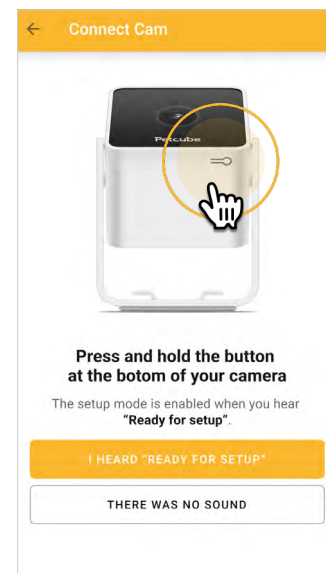 Connect Cam
Petcube
Press and hold the button
at the botom of your camera
The setup mode is enabled when you hear
"Ready for setup".
I HEARD "READY FOR SETUP"
THERE WAS NO SOUND